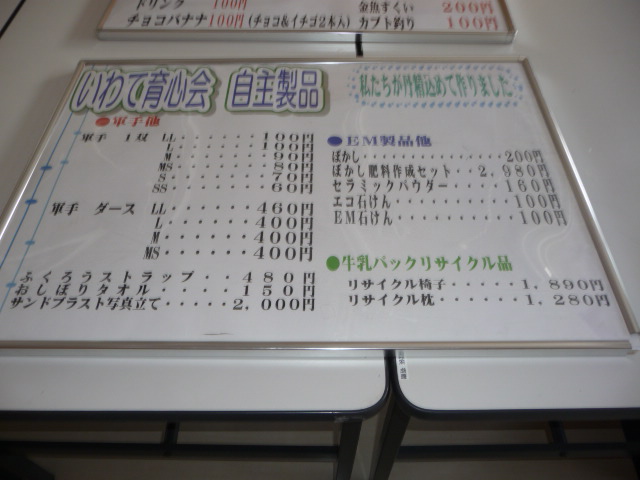 ドリンク 100円
金魚すくい 200円
チョコバナナ100円(チョコ&イチゴ2本入)
カブト釣り 100円
いわて育心会 自主製品
私たちが丹精込めて作りました
●軍手他
軍手 1双 LL・・・・・・・100円
L・・・・・・・100円
M・・・・・・・90円
MS・・・・・・・80円
S・・・・・・・70円
SS・・・・・・・60円
軍手 ダース LL・・・・・・460円
L・・・・・・400円
M・・・・・・400円
MS・・・・・・400円
ふくろうストラップ・・480円
おしぼりタオル・・・・・150円
サンドブラスト写真立て・・・・・2,000円
●EM製品他
ぼかし・・・・・・・・・・・・・・200円
ぼかし肥料作成セット・・2,980円
セラミックパウダー・・・・・160円
エコ石けん・・・・・・・・・・100円
EM石けん・・・・・・・・・・・100円
●牛乳パックリサイクル品
リサイクル椅子・・・・・1,890円
リサイクル枕・・・・・・1,280円